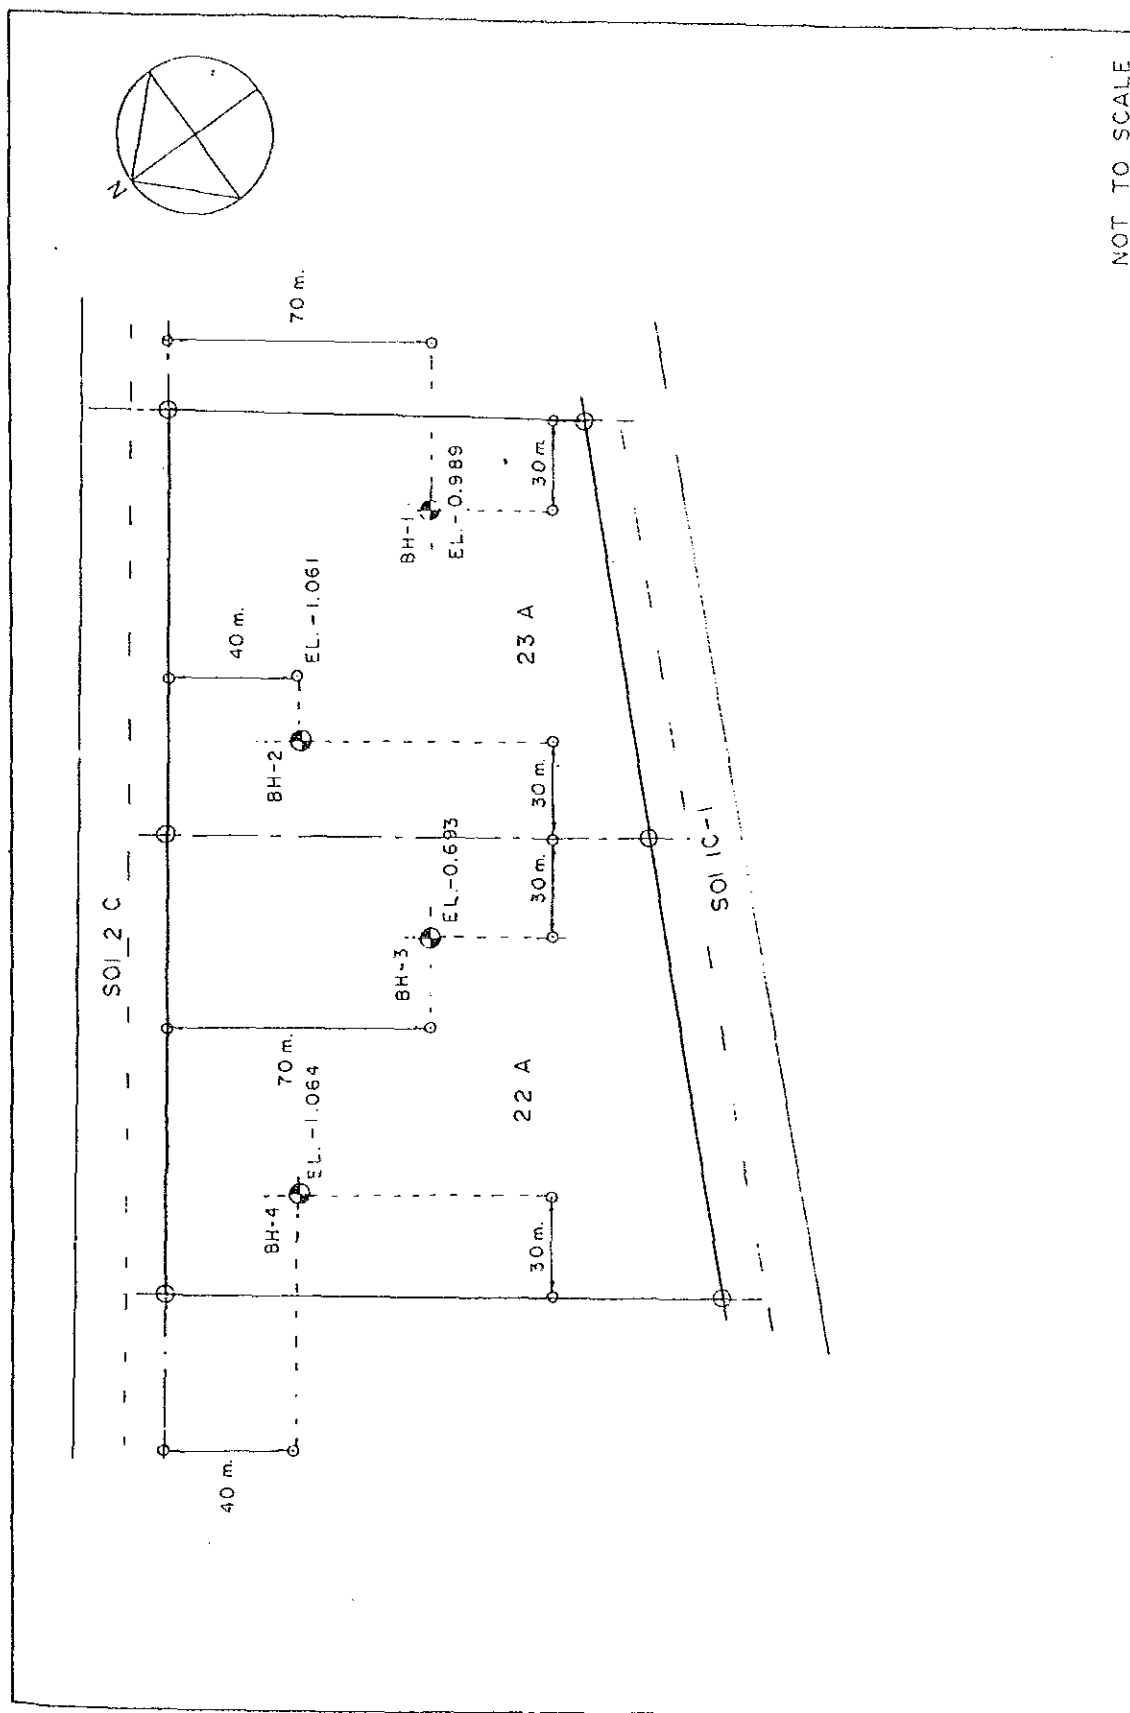 N
SOI 2 C
40 m.
70 m.
40 m.
70 m.
BH-4
EL.-1.064
BH-2
EL.-1.061
BH-3
EL.-0.693
BH-1
EL.-0.989
22 A
23 A
30 m.
30 m.
30 m.
30 m.
SOI 1C-1
NOT TO SCALE